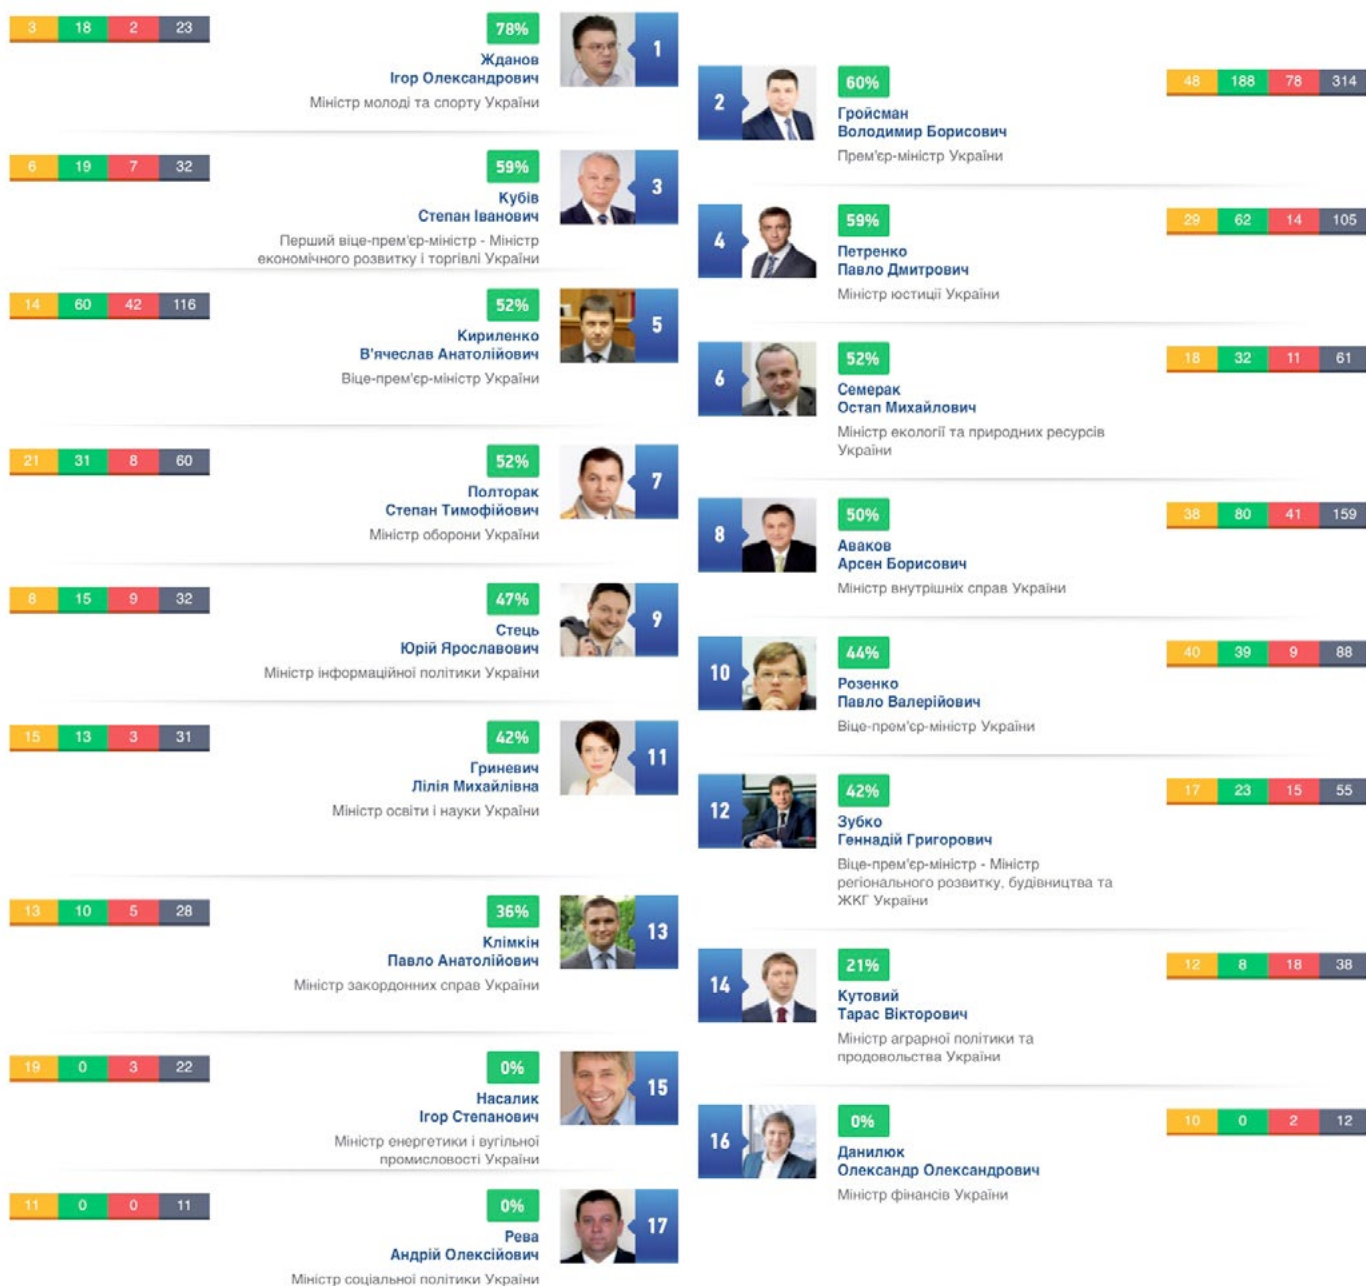 3 18 2 23
78%
1
Жданов
Ігор Олександрович
Міністр молоді та спорту України
2
60%
48 188 78 314
Гройсман
Володимир Борисович
Прем'єр-міністр України
6 19 7 32
59%
3
Кубів
Степан Іванович
Перший віце-прем'єр-міністр - Міністр
економічного розвитку і торгівлі України
4
59%
29 62 14 105
Петренко
Павло Дмитрович
Міністр юстиції України
14 60 42 116
52%
5
Кириленко
В'ячеслав Анатолійович
Віце-прем'єр-міністр України
6
52%
18 32 11 61
Семерак
Остап Михайлович
Міністр екології та природних ресурсів
України
21 31 8 60
52%
7
Полторак
Степан Тимофійович
Міністр оборони України
8
50%
38 80 41 159
Аваков
Арсен Борисович
Міністр внутрішніх справ України
8 15 9 32
47%
9
Стець
Юрій Ярославович
Міністр інформаційної політики України
10
44%
40 39 9 88
Розенко
Павло Валерійович
Віце-прем'єр-міністр України
15 13 3 31
42%
11
Гриневич
Лілія Михайлівна
Міністр освіти і науки України
12
42%
17 23 15 55
Зубко
Геннадій Григорович
Віце-прем'єр-міністр - Міністр
регіонального розвитку, будівництва та
ЖКГ України
13 10 5 28
36%
13
Клімкін
Павло Анатолійович
Міністр закордонних справ України
14
21%
12 8 18 38
Кутовий
Тарас Вікторович
Міністр аграрної політики та
продовольства України
19 0 3 22
0%
15
Насалик
Ігор Степанович
Міністр енергетики і вугільної
промисловості України
16
0%
10 0 2 12
Данилюк
Олександр Олександрович
Міністр фінансів України
11 0 0 11
0%
17
Рева
Андрій Олексійович
Міністр соціальної політики України